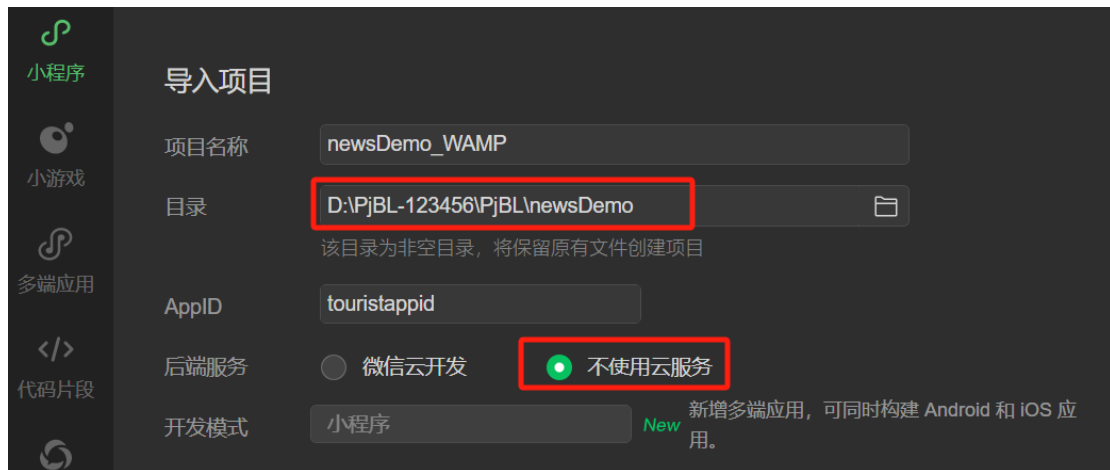 小程序
小游戏
多端应用
</>
代码片段
导入项目
项目名称
newsDemo_WAMP
目录
D:\PjBL-123456\PjBL\newsDemo
该目录为非空目录，将保留原有文件创建项目
AppID
touristappid
后端服务
微信云开发
不使用云服务
开发模式
小程序
New
新增多端应用，可同时构建 Android 和 iOS 应
用。